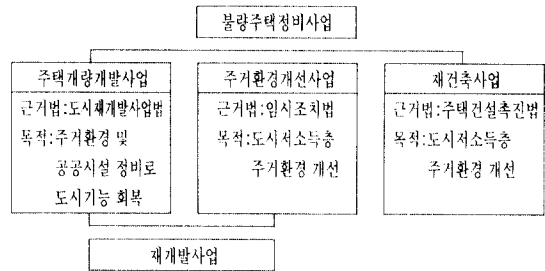 불량주택정비사업
주택개량개발사업
근거법:도시재개발사업법
목적:주거환경 및
공공시설 정비로
도시기능 회복
주거환경개선사업
근거법:임시조치법
목적:도시저소득층
주거환경 개선
재건축사업
근거법:주택건설촉진법
목적:도시저소득층
주거환경 개선
재개발사업